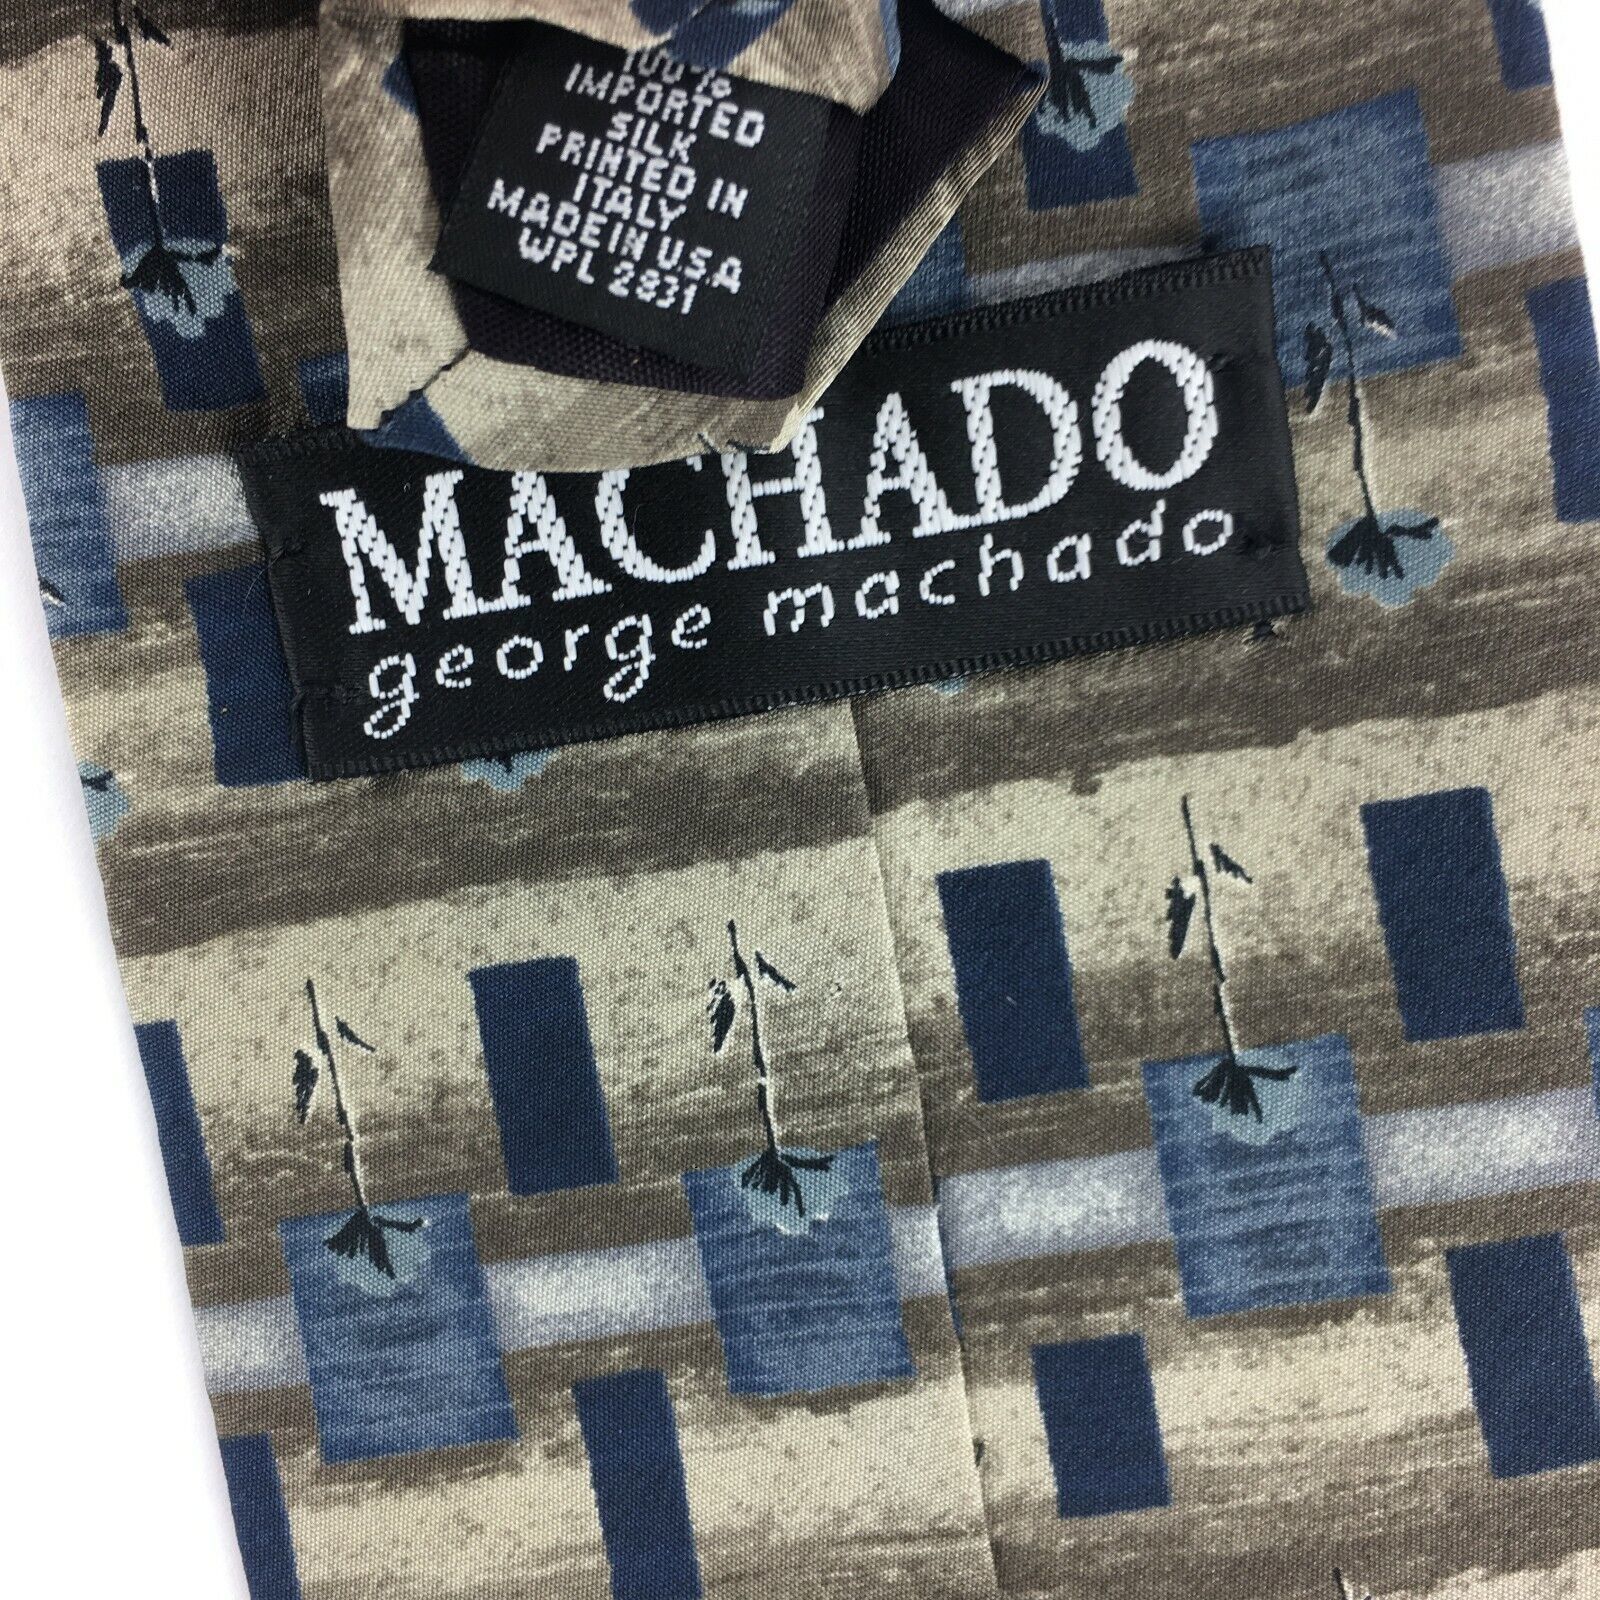 100%
IMPORTED
SILK
PRINTED IN
ITALY
MADE IN U.S.A
WPL 2831
MACHADO
george machado